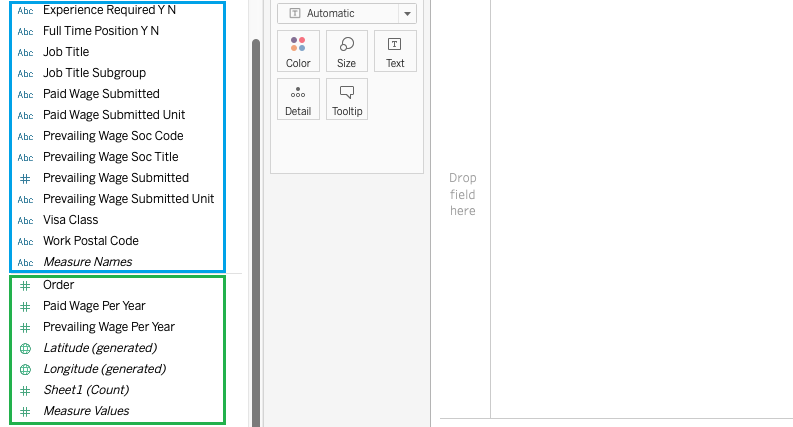 Abc Experience Required Y N
Abc Full Time Position Y N
Abc Job Title
Abc Job Title Subgroup
Abc Paid Wage Submitted
Abc Paid Wage Submitted Unit
Abc Prevailing Wage Soc Code
Abc Prevailing Wage Soc Title
# Prevailing Wage Submitted
Abc Prevailing Wage Submitted Unit
Abc Visa Class
Abc Work Postal Code
Abc Measure Names
# Order
# Paid Wage Per Year
# Prevailing Wage Per Year
Latitude (generated)
Longitude (generated)
# Sheet1 (Count)
# Measure Values
T Automatic
Color Size Text
Detail Tooltip
Drop
field
here